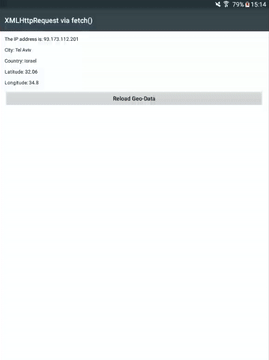 79% 15:14
XMLHttpRequest via fetch()
The IP address is: 93.173.112.201
City: Tel Aviv
Country: Israel
Latitude: 32.06
Longitude: 34.8
Reload Geo-Data